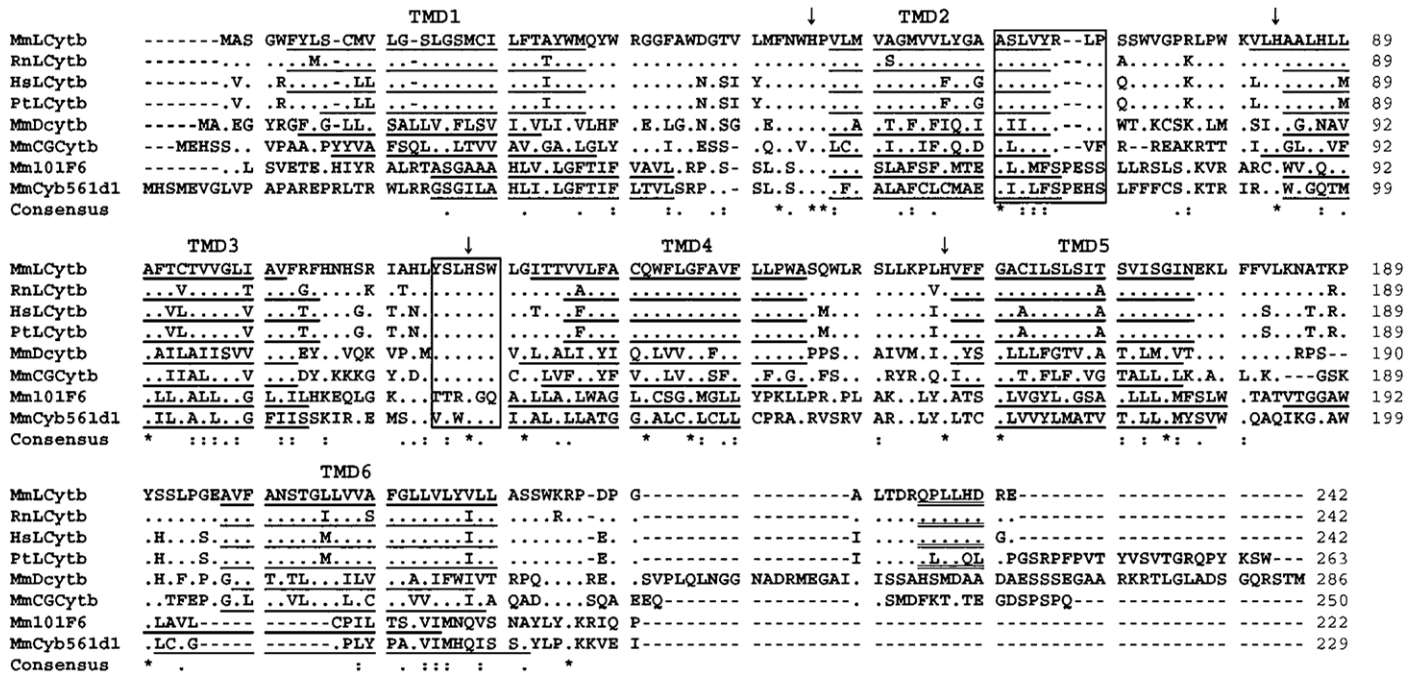 TMD1 ↓ TMD2 ↓
MmLCytb -------MAS GWFYLS-CMV LG-SLGSMCI LFTAYWMQYW RGGFAWDGTV LMFNWHPVLM VAGMVVLYGA ASLVYR--LP SSWVGPRLPW KVLHAALHLL 89
RnLCytb -------... ...M..-... ..-....... ...T...... .......... .......... ...S...... ......--.. A....K.... .......... 89
HsLCytb -------.V. R.....-.LL ..-....... ...I...... ......N.SI Y......... .......F.G ......--.. Q....K.... .L.......M 89
PtLCytb -------.V. R.....-.LL ..-....... ...I...... ......N.SI Y......... .......F.G ......--.. Q....K.... .L.......M 89
MmDcytb -----MA.EG YRGF.G-LL. SALLV.FLSV I.V.LI.VLHF .E.LG.N.SG .E......A .T.F.FIQ.I .II...--.. WT.KCSK.LM .SI..G.NAV 92
MmCGCytb ---MEHSS.. VPAA.PYYVA FSQL..LTVV AV.GA.LGLY ...I..ESS- .Q..V..LC. .I..IF.Q.D .L....--VF R--REAKRTT .I...GL..VF 92
Mm101F6 ---------.. L.SVETE.HIYR ALRTASGAAA HLV.LGFTIF VAVL.RP.S- SL.S...... .SLAFSF.MTE .L.MFSPESS LLRSLS.KVR ARC.WV.Q.. 92
MmCyb561d1 MHSMEVGLVP APAREPRLTR WLRRGSGILA HLI.LGFTIF LTVLSRP..- SL.S....F. ALAFCLCMAE .I.LFSPEHS LFFFCS.KTR IR..W.GQTM 99
Consensus . . : . .: *. ** . .: * ::: .: * : .
TMD3 ↓ TMD4 ↓ TMD5
MmLCytb AFTCTVVGLI AVFRFHNHSR IAHLYSLHSW LGITTVVLFA CQWFLGFAVF LLPWASQWLR SLLKPLHVFF GACILSLSIT SVISGINEKL FFVLKNATKP 189
RnLCytb ...V.....T ...G....K .T........ .....A.... .......... .......... .....V.... .......A.. .......... ........R. 189
HsLCytb ..VL.....V ...T...G. T.N....... ..T...F... .......... .......M.. ......I... ..A.....A. .......... ...S..T.R. 189
PtLCytb ..VL.....V ...T...G. T.N....... ......F... .......... .......M.. ......I... ..A.....A. .......... ...S..T.R. 189
MmDcytb .AILAIISVV ...EY..VQK VP.M...... V.L.ALI.YI Q.LVV..F.. .....PPS.. AIVM.I..YS LLLFGTV.A T.LM.VT... .....RPS-- 190
MmCGCytb ..IIAL...V ...DY.KKKG Y.D....... C..LVF..YF V..LV..SF. .F.G..FS.. .RYR.Q.I.. ..T.FLF.VG TALL.L.K.A. L.K.---GSK 189
Mm101F6 .LL.ALL..G L.ILHKEQLG K...TTR.GQ A.LLA.LWAG L.CSG.MGLL YPKLLPR.PL AK..LY.ATS .LVGYL.GSA .LLL.MFSLW. TATVTGGAW 192
MmCyb561d1 .IL.A.L..G FIISSKIR.E MS..V.W... I.AL.LLATG G.ALC.LCLL CPRA.RVSRV AR..LY.LTC .LVVYLMATV T.LL.MYSVW .QAQIKG.AW 199
Consensus * :::.: :: : ..: *. * .. * *: .: : * * : : *: . :
TMD6
MmLCytb YSSLPGEAVF ANSTGLLVVA FGLLVLYVLL ASSWKRP-DP G--------- ---------A LTDRQPLLHD RE-------- ---------- ---------- 242
RnLCytb .......... .....I...S .......I.. ....R..-.. .--------- ---------. .......... ..-------- ---------- ---------- 242
HsLCytb .H...S.... .....M.... .......I.. .......-E. .--------- ---------I .......... G.-------- ---------- ---------- 242
PtLCytb .H...S.... .....M.... .......I.. .......-E. .--------- ---------I .....L..QL .PGSRPFPVT YVSVTGRQPY KSW------- 263
MmDcytb .H.F.P.G.. T.TL...ILV ..A.IFWIVT RPQ....RE. SVPLQLNGG NADRMEGAI. ISSAHSMDAA DAESSSEGAA RKRTLGLADS GQRSTM 286
MmCGCytb ..TFEP.G.L ..VL...L.C ..VV...I.A QAD....SQA EEQ------- ---------. .SMDFKT.TE GDSPSPQ--- ---------- ---------- 250
Mm101F6 .LAVL----- -----CPILT S.VIMNQVS NAYLY.KRIQ P--------- ---------- ---------- ---------- ---------- ---------- 222
MmCyb561d1 .LC.G----- -----.PLY PA.VIMHQISS S.YLP.KKVE I--------- ---------- ---------- ---------- ---------- ---------- 229
Consensus * . : . ::: : . *